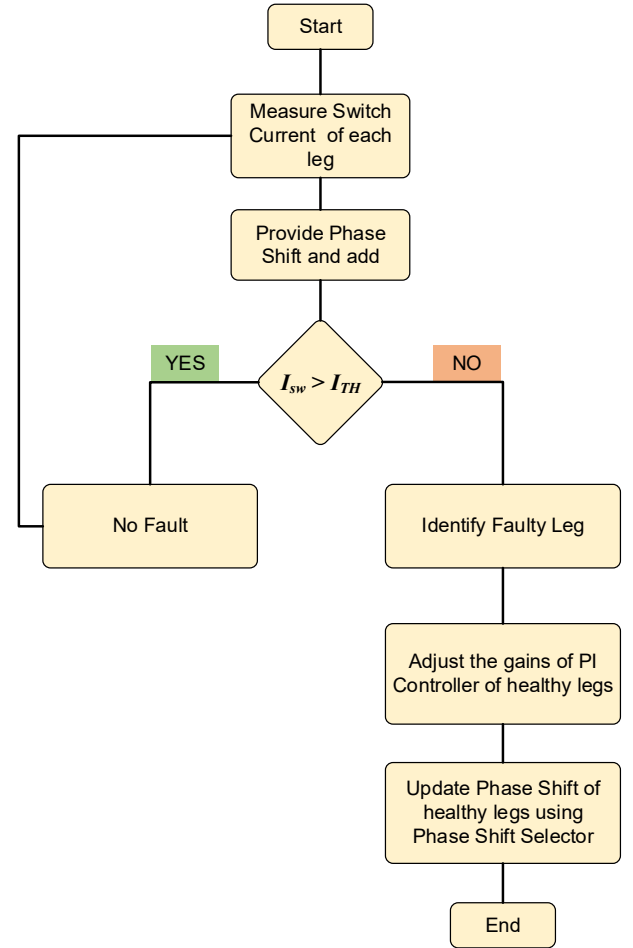 Start
Measure Switch
Current of each
leg
Provide Phase
Shift and add
YES
NO
I_sw > I_TH
No Fault
Identify Faulty Leg
Adjust the gains of PI
Controller of healthy legs
Update Phase Shift of
healthy legs using
Phase Shift Selector
End